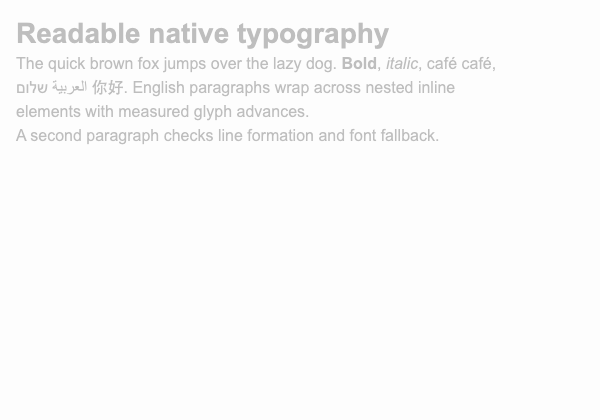 Readable native typography
The quick brown fox jumps over the lazy dog. Bold, italic, café café,
שלום العربية 你好. English paragraphs wrap across nested inline
elements with measured glyph advances.
A second paragraph checks line formation and font fallback.